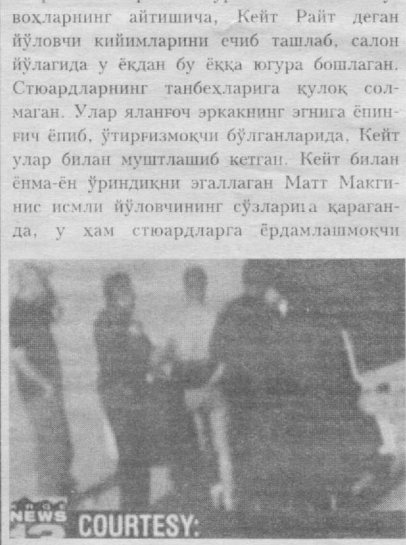 воҳларнинг айтишича, Кейт Райт деган
йўловчи кийимларини ечиб ташлаб, салон
йўлагида у ёқдан бу ёққа югура бошлаган.
Стюардларнинг танбеҳларига қулоқ сол-
маган. Улар яланғоч эркакнинг эгнига ёпин-
ғич ёпиб, ўтирғизмоқчи бўлганларида, Кейт
улар билан муштлашиб кетган. Кейт билан
ёнма-ён ўриндиқни эгаллаган Матт Макги-
нис исмли йўловчининг сўзларига қараган-
да, у ҳам стюардларга ёрдамлашмоқчи
NEWS
COURTESY: